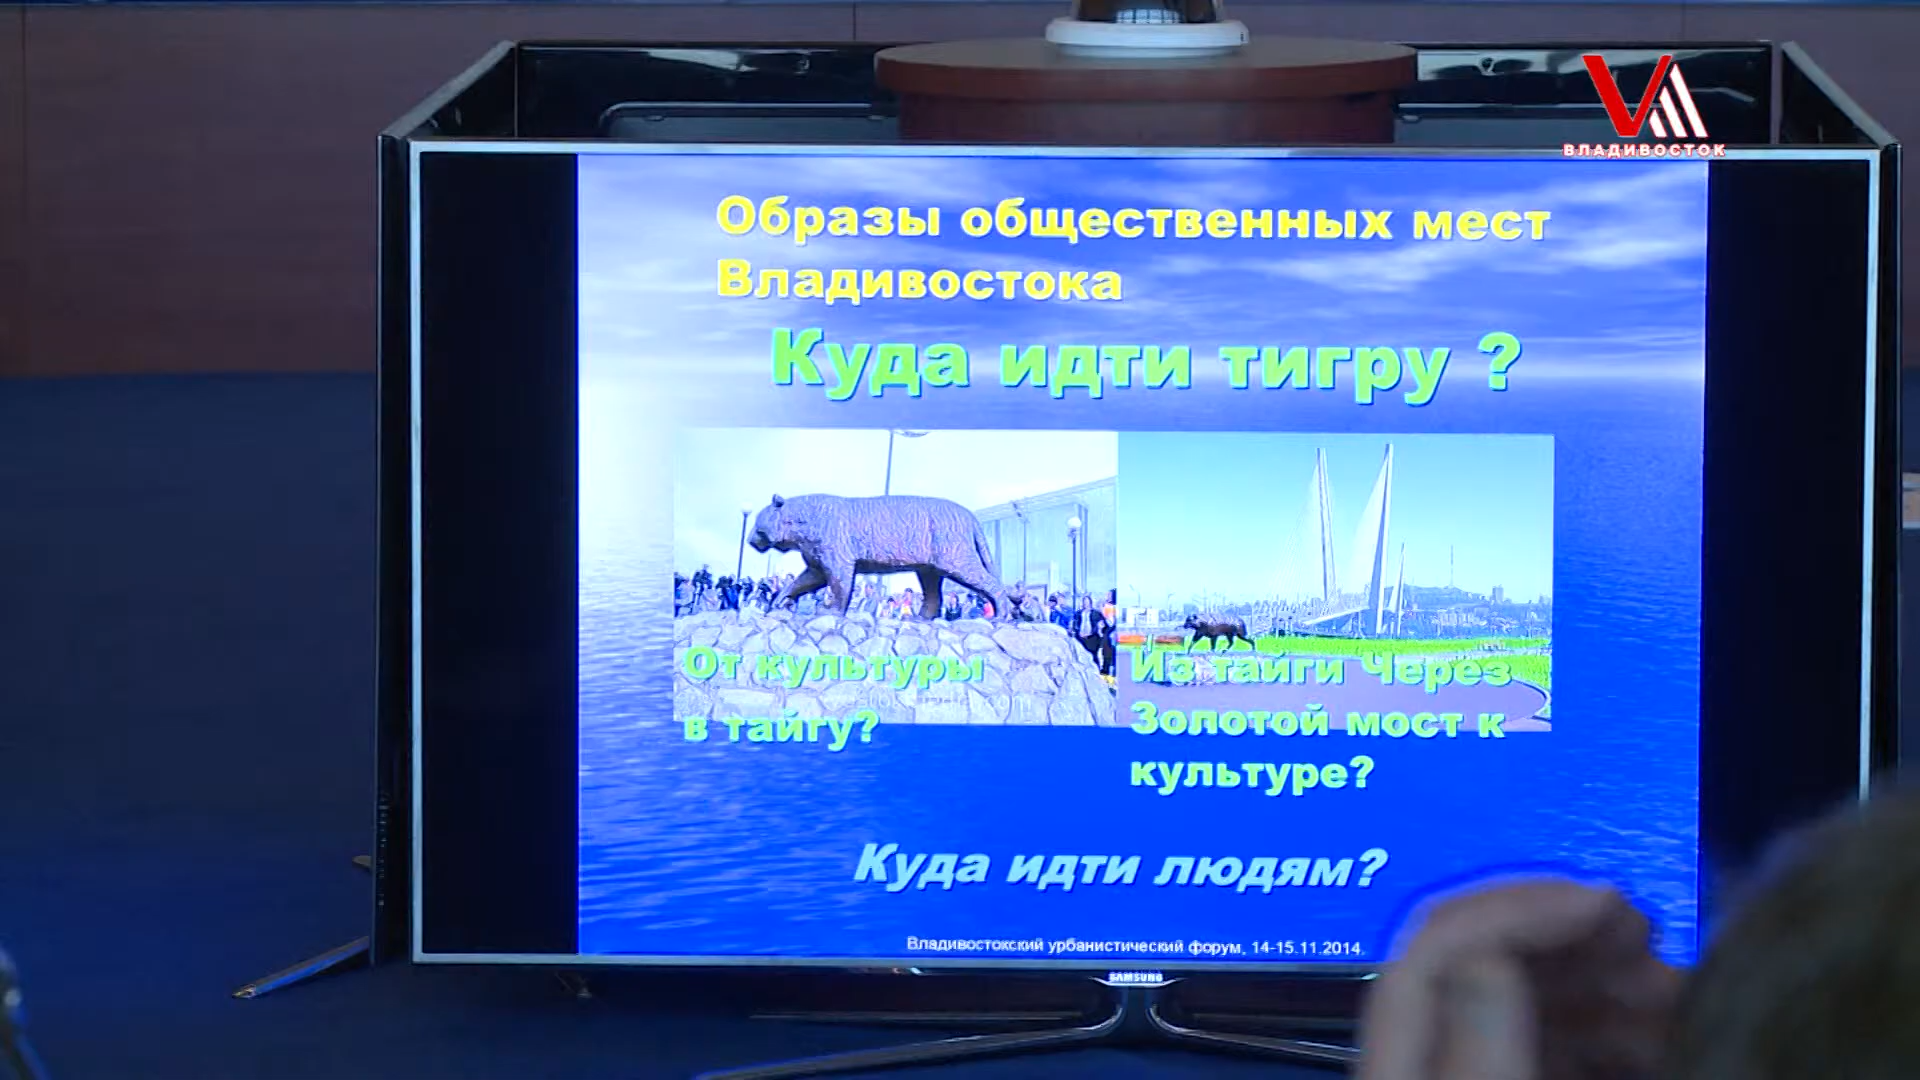 ВЛАДИВОСТОК
Образы общественных мест
Владивостока
Куда идти тигру ?
От культуры
в тайгу?
Из тайги Через
Золотой мост к
культуре?
Куда идти людям?
Владивостокский урбанистический форум, 14-15.11.2014.
SAMSUNG